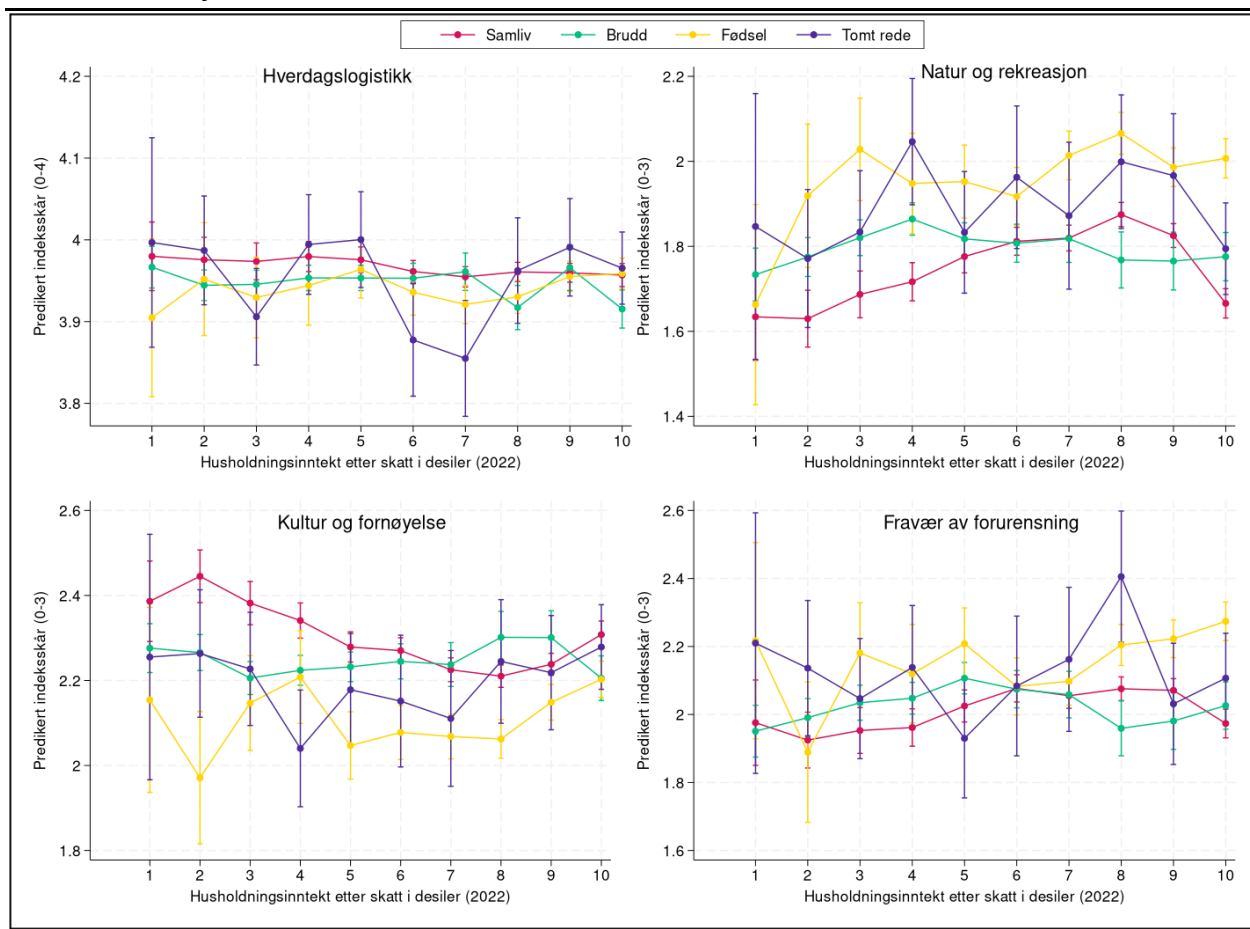 Samliv Brudd Fødsel Tomt rede
Hverdagslogistikk
Predikert indeksskår (0-4)
4.2
4.1
4
3.9
3.8
1 2 3 4 5 6 7 8 9 10
Husholdningsinntekt etter skatt i desiler (2022)
Natur og rekreasjon
Predikert indeksskår (0-3)
2.2
2
1.8
1.6
1.4
1 2 3 4 5 6 7 8 9 10
Husholdningsinntekt etter skatt i desiler (2022)
Kultur og fornøyelse
Predikert indeksskår (0-3)
2.6
2.4
2.2
2
1.8
1 2 3 4 5 6 7 8 9 10
Husholdningsinntekt etter skatt i desiler (2022)
Fravær av forurensning
Predikert indeksskår (0-3)
2.6
2.4
2.2
2
1.8
1.6
1 2 3 4 5 6 7 8 9 10
Husholdningsinntekt etter skatt i desiler (2022)